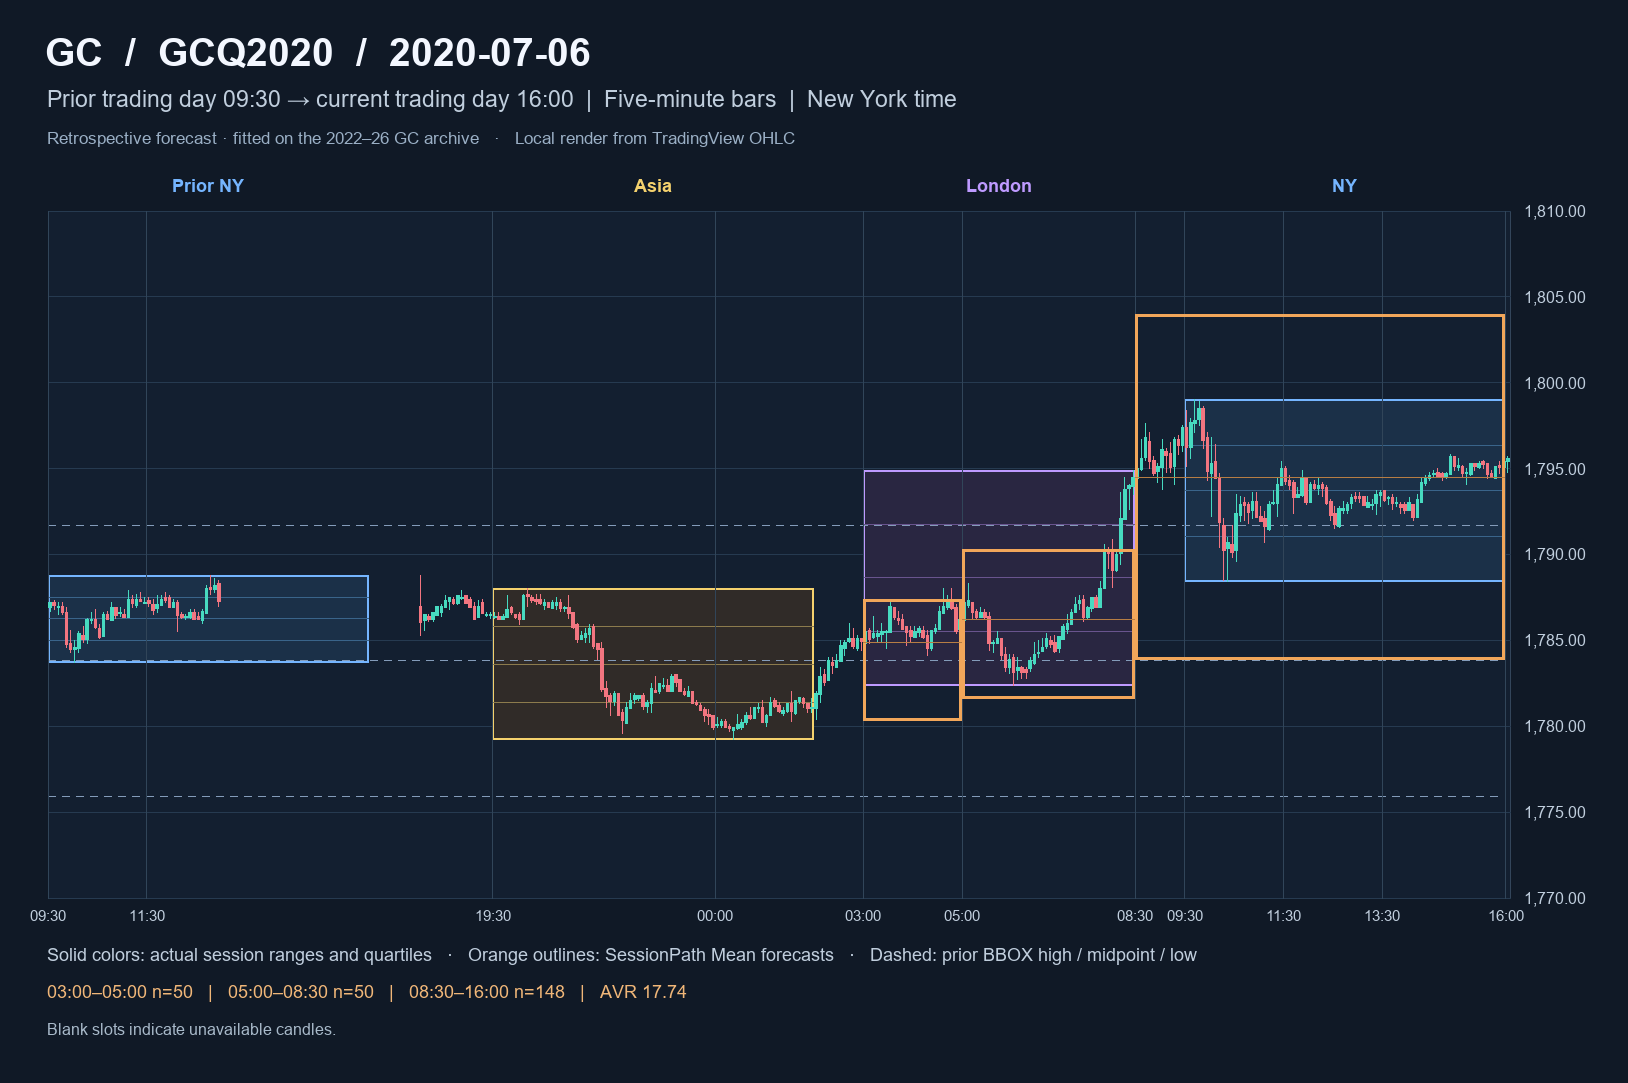 GC / GCQ2020 / 2020-07-06
Prior trading day 09:30 → current trading day 16:00 | Five-minute bars | New York time
Retrospective forecast · fitted on the 2022–26 GC archive · Local render from TradingView OHLC
Prior NY Asia London NY
1,810.00
1,805.00
1,800.00
1,795.00
1,790.00
1,785.00
1,780.00
1,775.00
1,770.00
09:30 11:30 19:30 00:00 03:00 05:00 08:30 09:30 11:30 13:30 16:00
Solid colors: actual session ranges and quartiles · Orange outlines: SessionPath Mean forecasts · Dashed: prior BBOX high / midpoint / low
03:00–05:00 n=50 | 05:00–08:30 n=50 | 08:30–16:00 n=148 | AVR 17.74
Blank slots indicate unavailable candles.